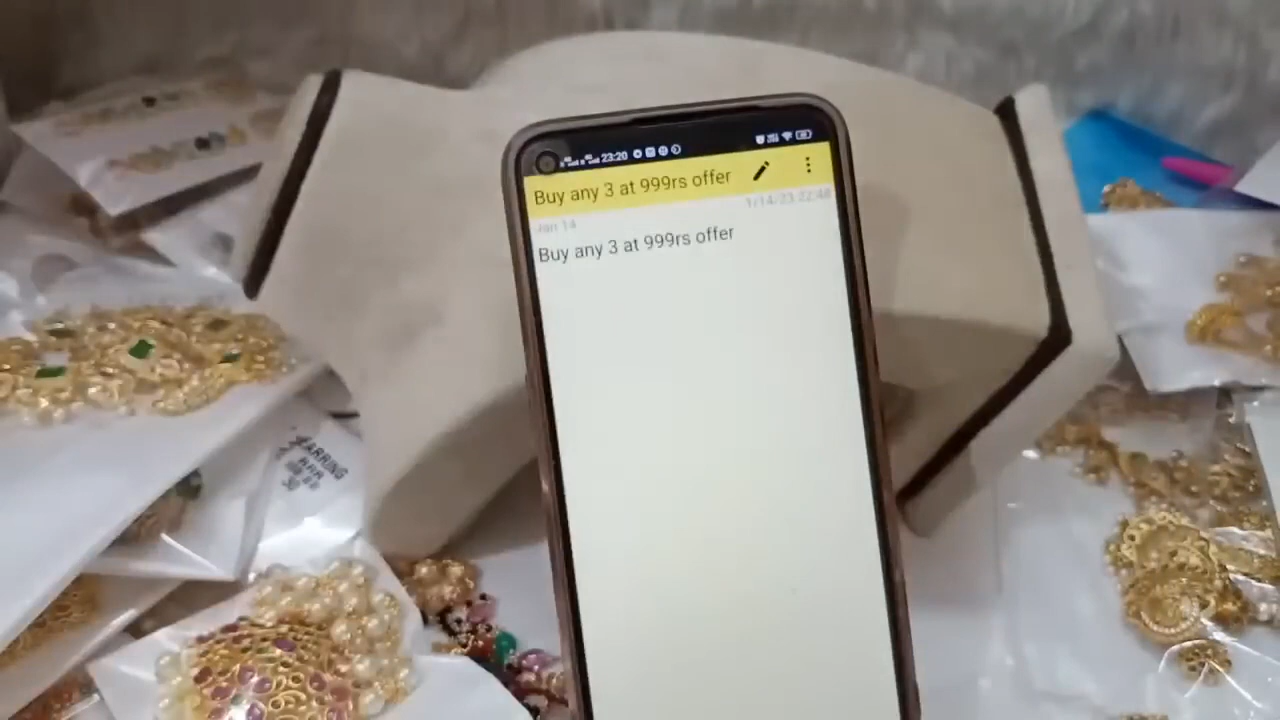 23:20
Buy any 3 at 999rs offer
Jan 14
1/14/23 22:48
Buy any 3 at 999rs offer
EARRING